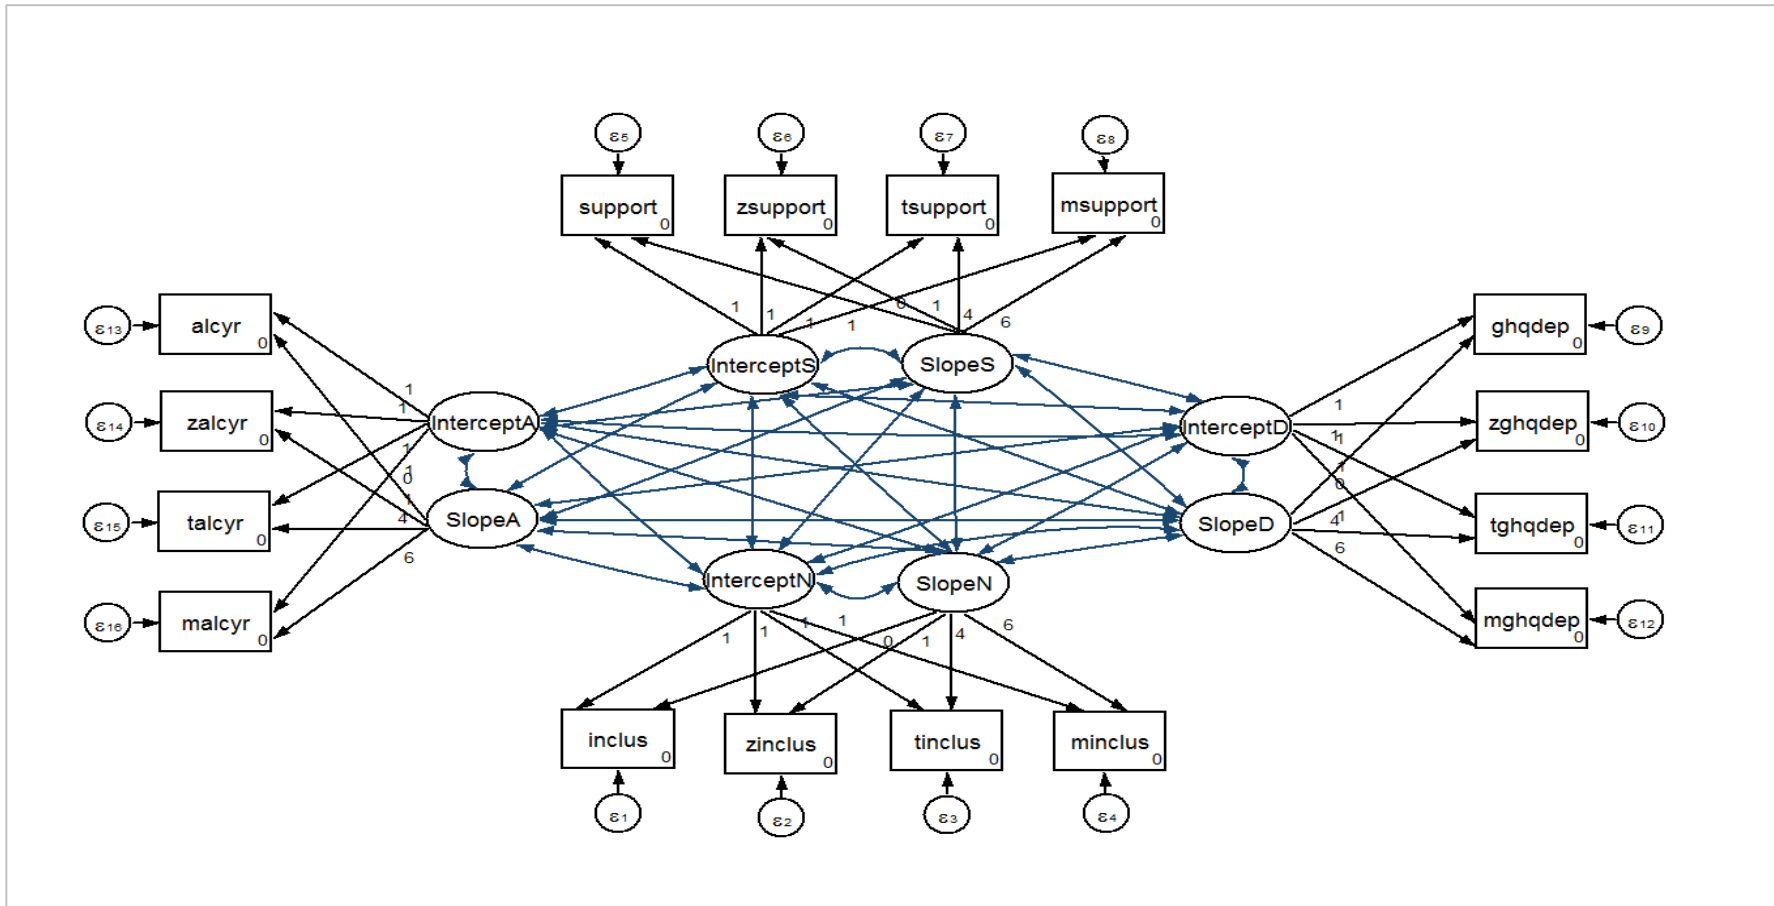 ε5 ε6 ε7 ε8
support 0 zsupport 0 tsupport 0 msupport 0
1 1 1 1 0 1 4 6
ε13 alcyr 0
ghqdep 0 ε9
InterceptS SlopeS
ε14 zalcyr 0 1 1 InterceptA
InterceptD 1 1 1 zghqdep 0 ε10
1 1 0
1 0
ε15 talcyr 0 1 4 SlopeA
SlopeD 4 1 tghqdep 0 ε11
6 6
InterceptN SlopeN
ε16 malcyr 0
mghqdep 0 ε12
1 1 1 1 0 1 4 6
inclus 0 zinclus 0 tinclus 0 minclus 0
ε1 ε2 ε3 ε4